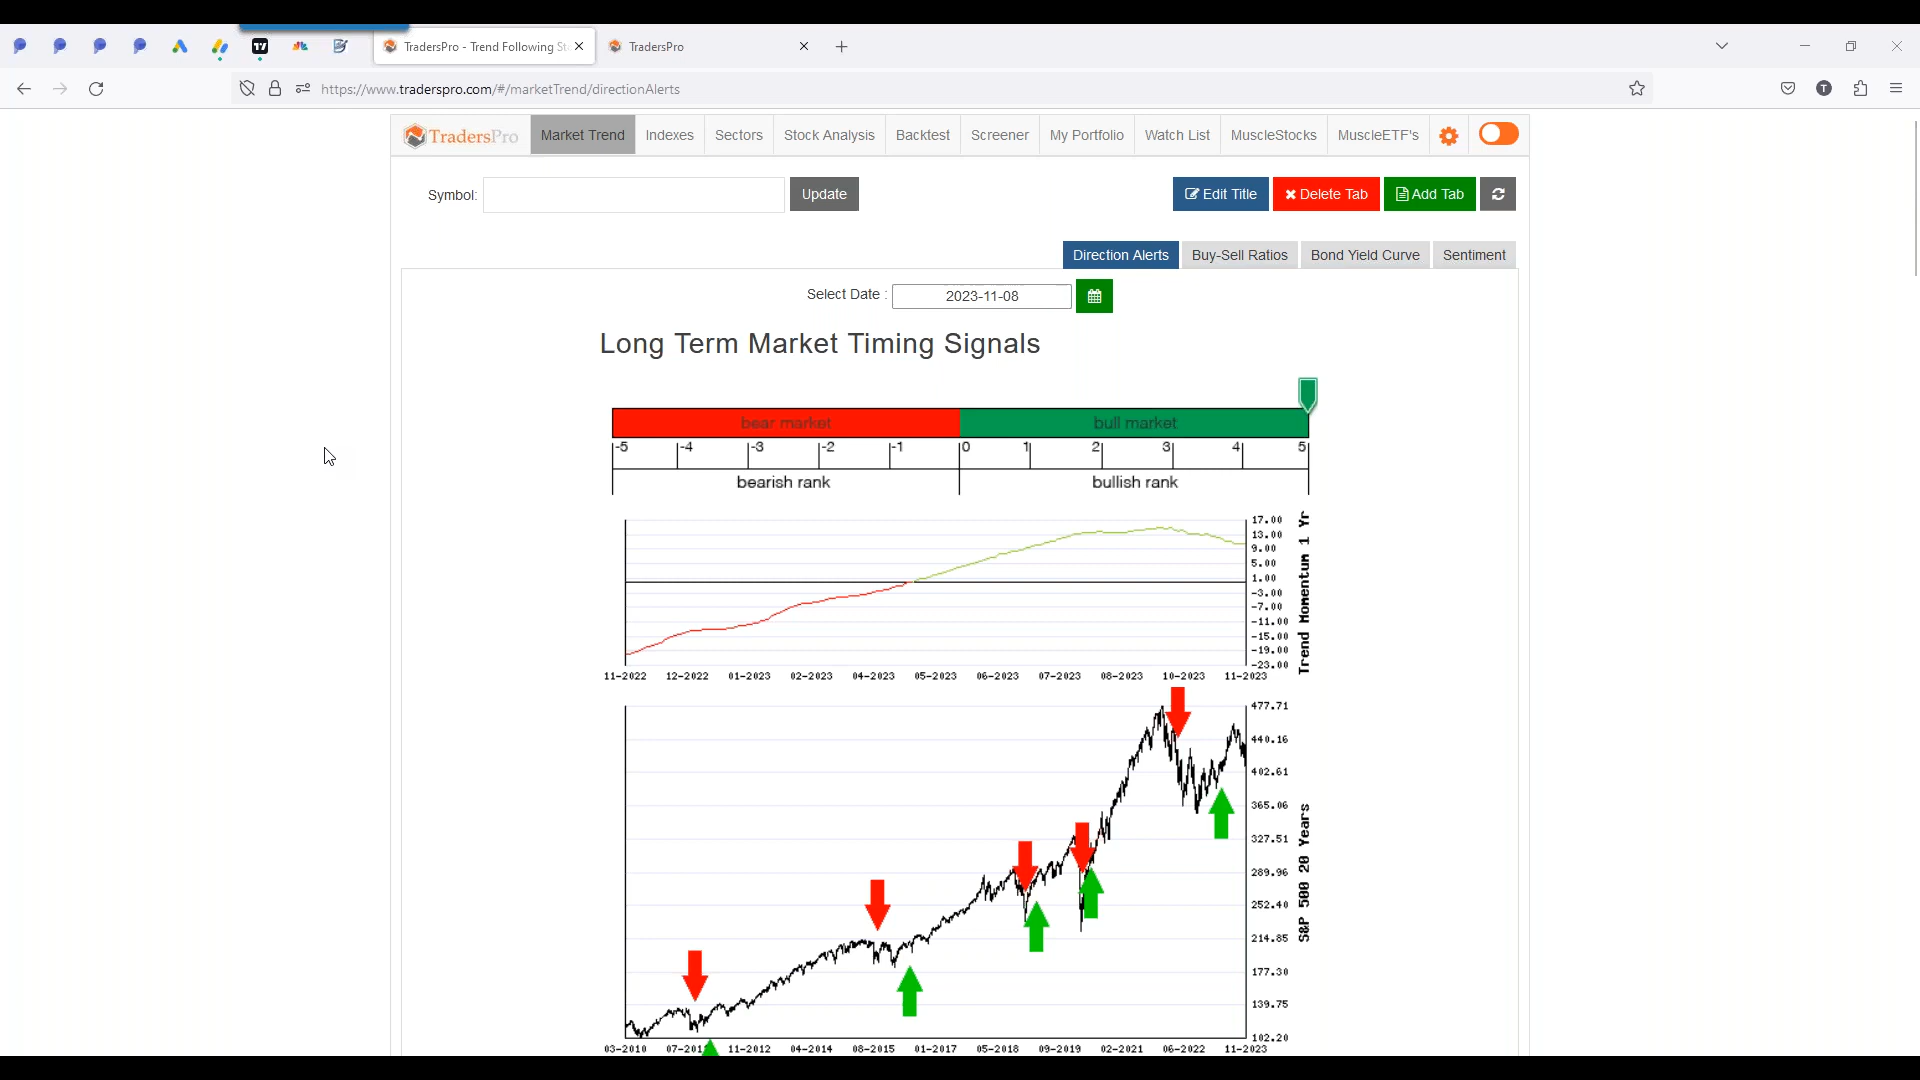 TradersPro - Trend Following St
TradersPro
https://www.traderspro.com/#/marketTrend/directionAlerts
T
TradersPro
Market Trend
Indexes
Sectors
Stock Analysis
Backtest
Screener
My Portfolio
Watch List
MuscleStocks
MuscleETF's
Symbol:
Update
Edit Title
Delete Tab
Add Tab
Direction Alerts
Buy-Sell Ratios
Bond Yield Curve
Sentiment
Select Date :
2023-11-08
Long Term Market Timing Signals
bear market
bull market
-5 -4 -3 -2 -1 0 1 2 3 4 5
bearish rank
bullish rank
17.00
13.00
9.00
5.00
1.00
-3.00
-7.00
-11.00
-15.00
-19.00
-23.00
Trend Momentum 1 Yr
11-2022 12-2022 01-2023 02-2023 04-2023 05-2023 06-2023 07-2023 08-2023 10-2023 11-2023
477.71
440.16
402.61
365.06
327.51
289.96
252.40
214.85
177.30
139.75
102.20
S&P 500 20 Years
03-2010 07-201 11-2012 04-2014 08-2015 01-2017 05-2018 09-2019 02-2021 06-2022 11-2023